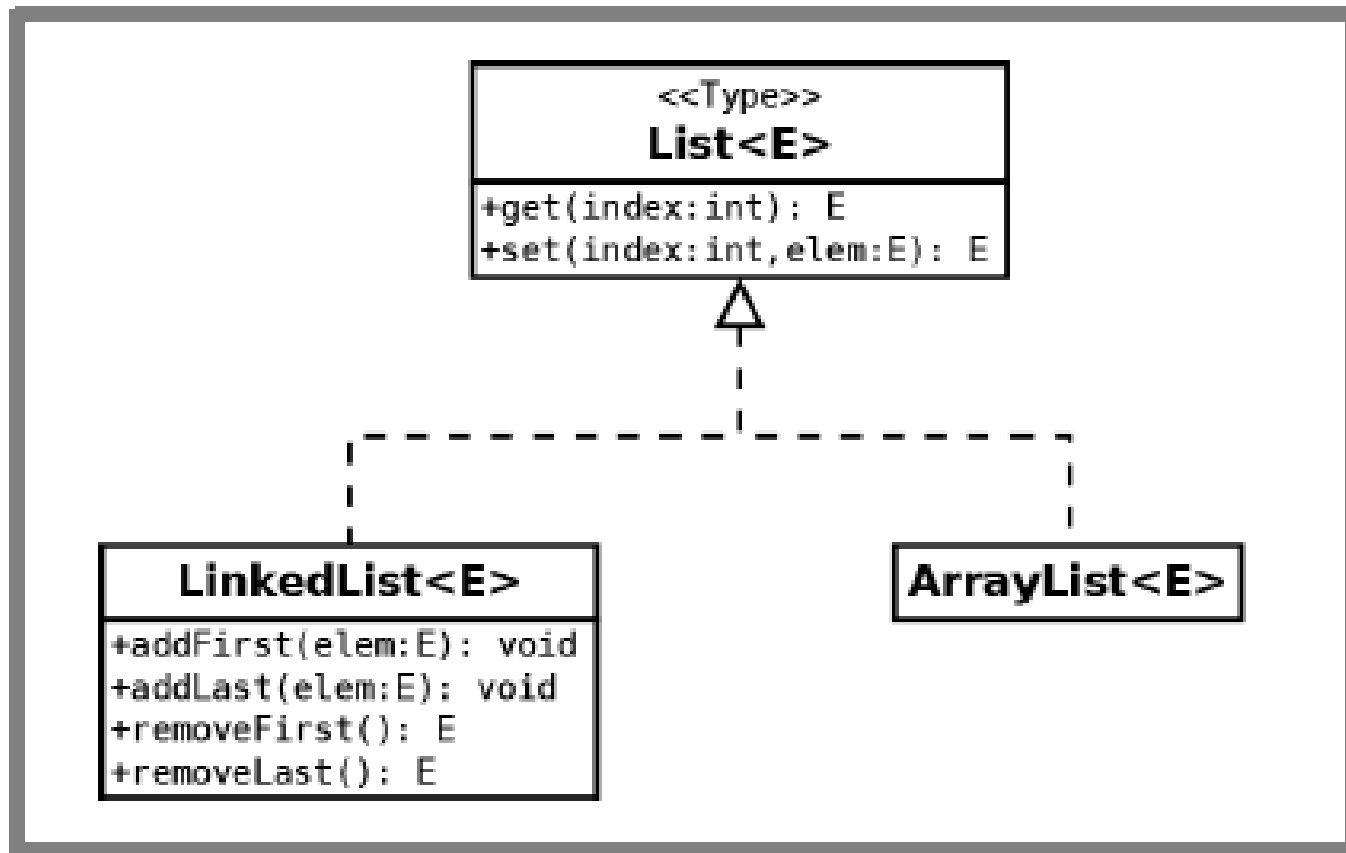 <<Type>>
List<E>
+get(index:int): E
+set(index:int,elem:E): E
LinkedList<E>
+addFirst(elem:E): void
+addLast(elem:E): void
+removeFirst(): E
+removeLast(): E
ArrayList<E>